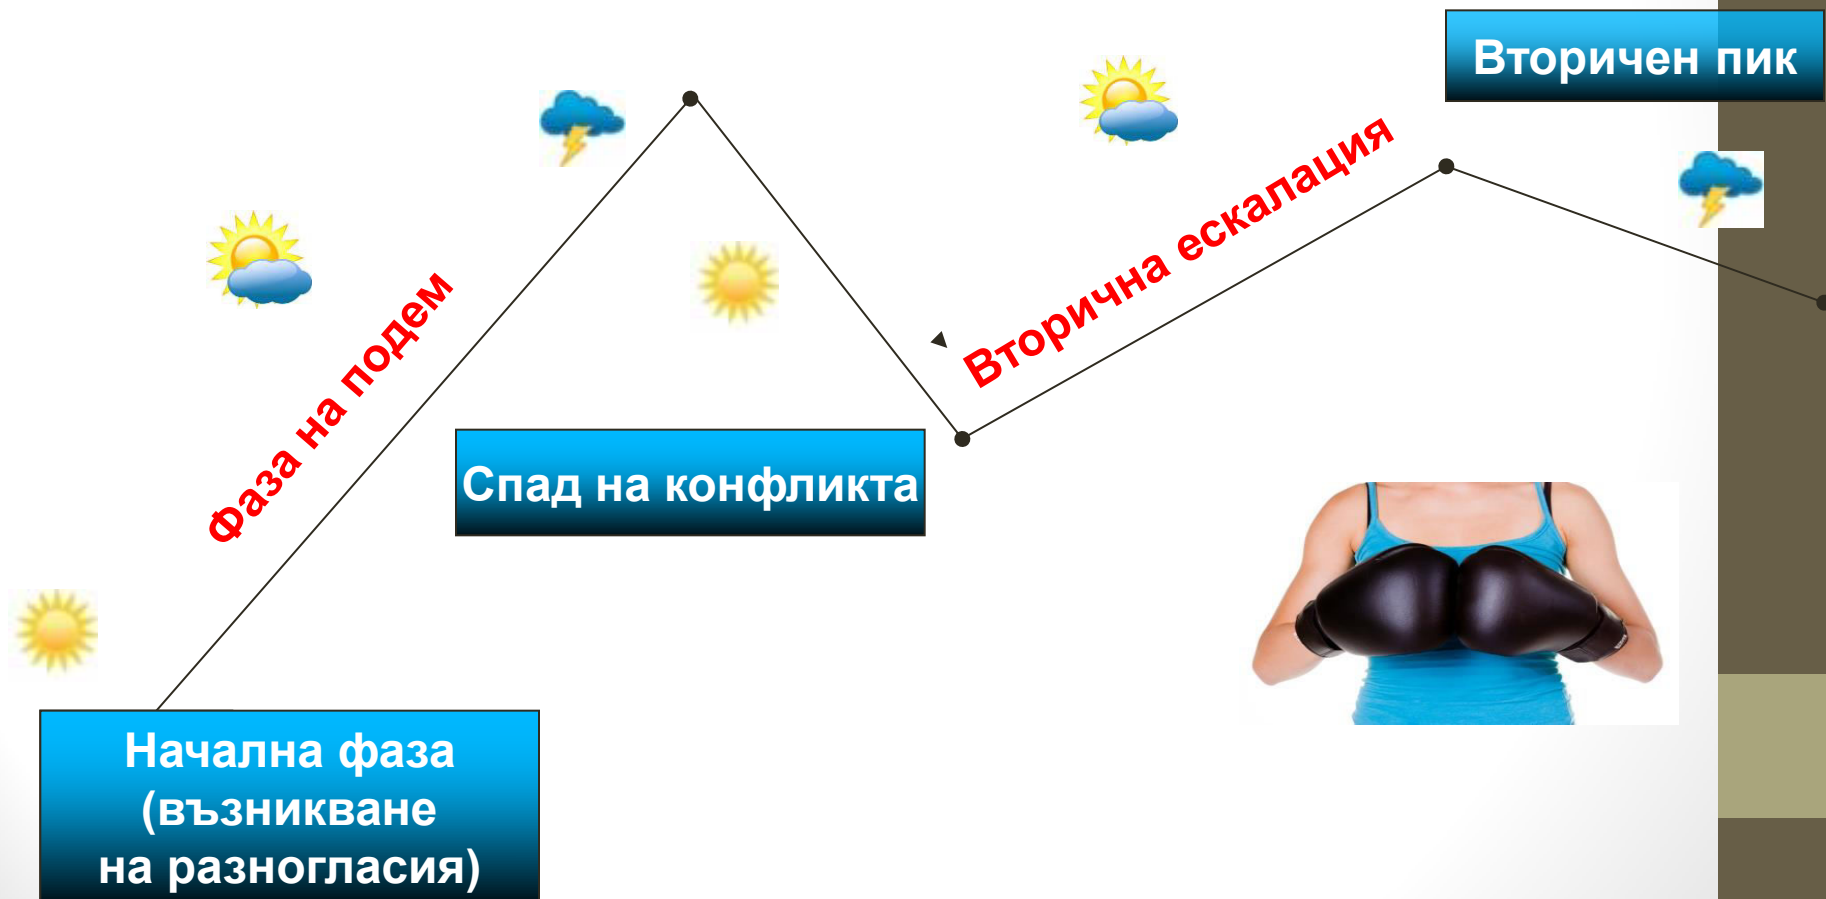 Вторичен пик
Вторична ескалация
Фаза на подем
Спад на конфликта
Начална фаза
(възникване
на разногласия)